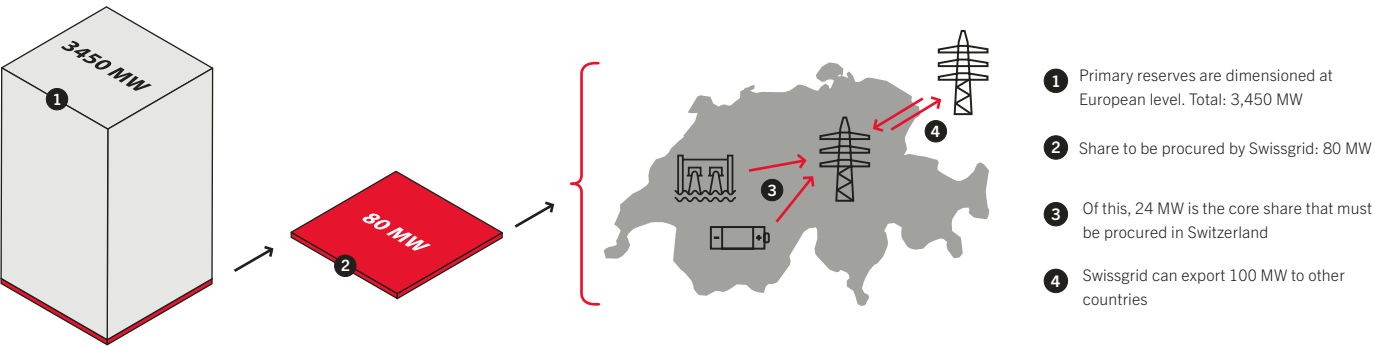 3450 MW
1
80 MW
2
3
4
1 Primary reserves are dimensioned at
European level. Total: 3,450 MW
2 Share to be procured by Swissgrid: 80 MW
3 Of this, 24 MW is the core share that must
be procured in Switzerland
4 Swissgrid can export 100 MW to other
countries